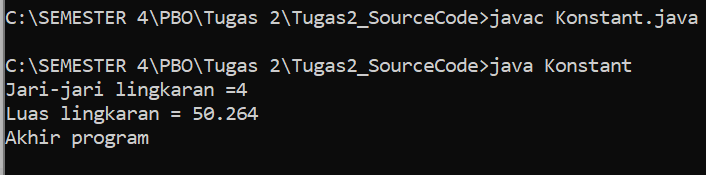 C:\SEMESTER 4\PBO\Tugas 2\Tugas2_SourceCode>javac Konstant.java
C:\SEMESTER 4\PBO\Tugas 2\Tugas2_SourceCode>java Konstant
Jari-jari lingkaran =4
Luas lingkaran = 50.264
Akhir program